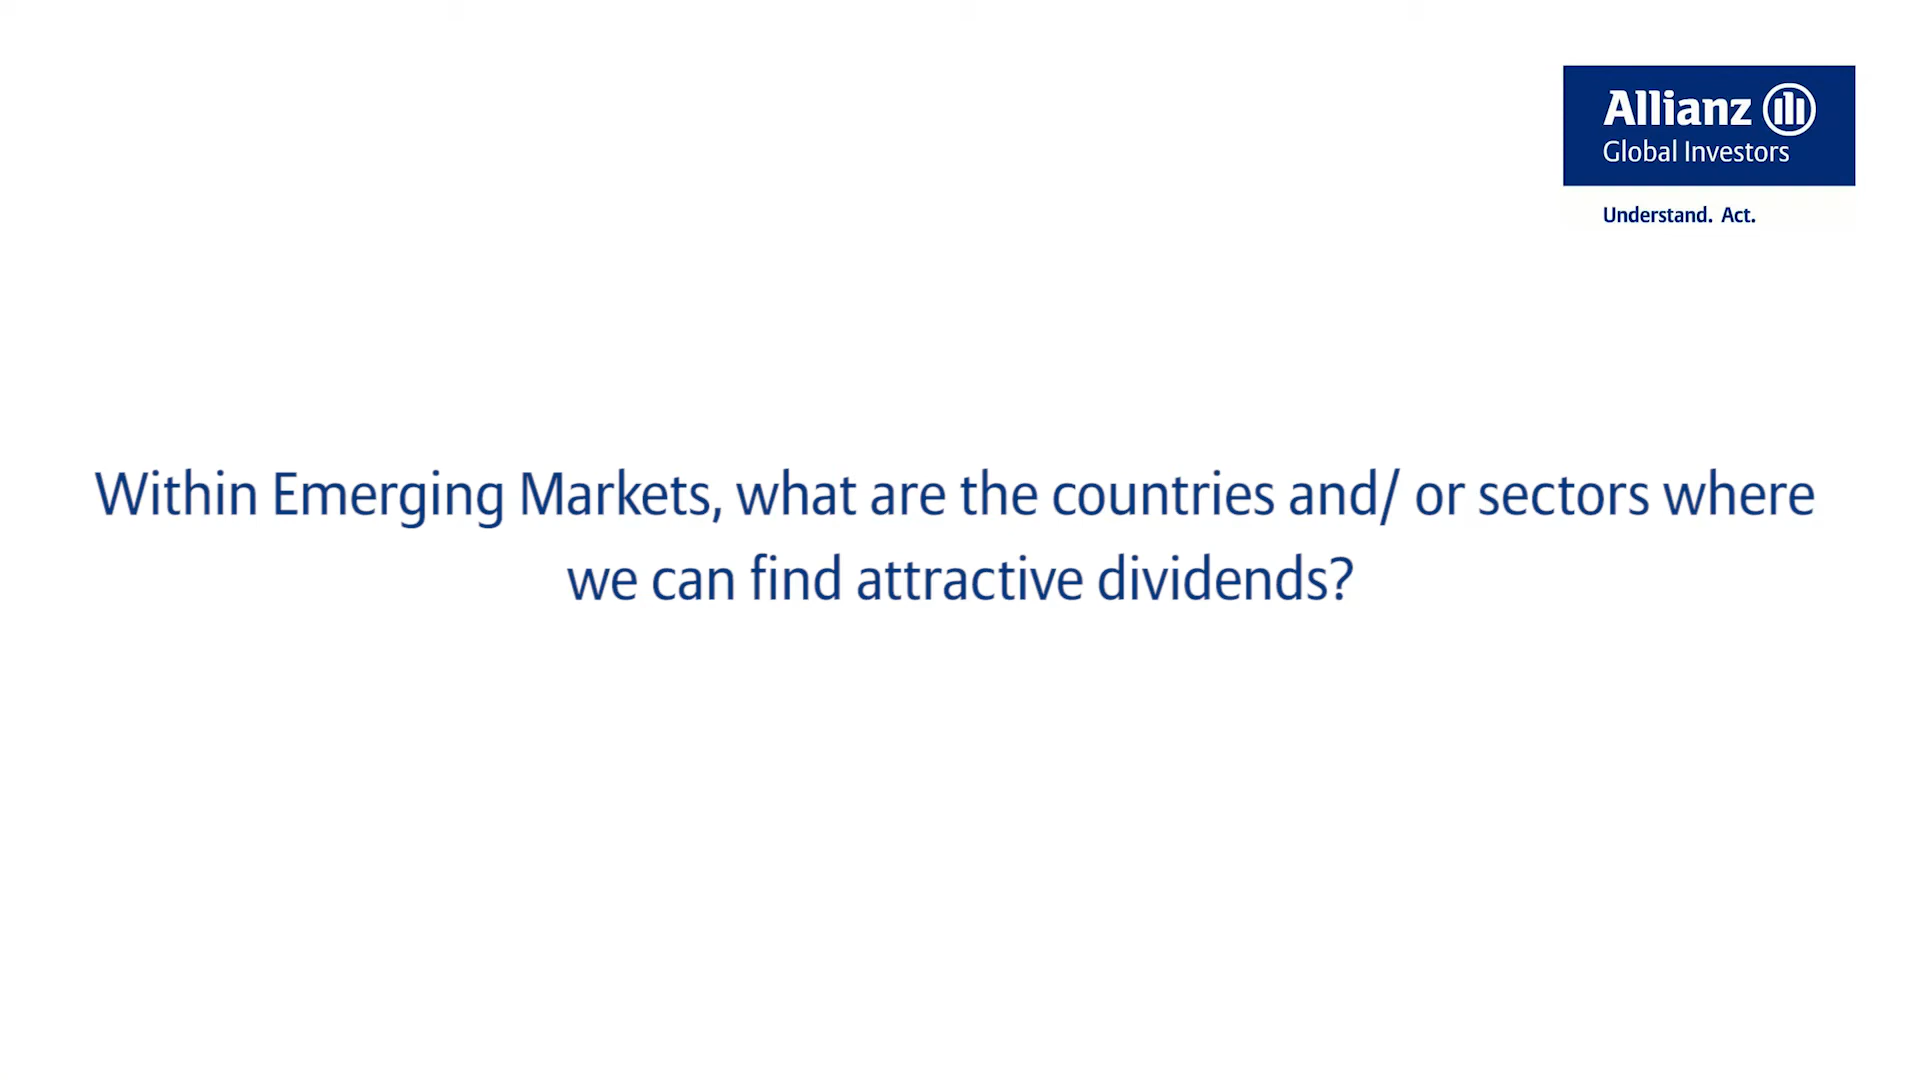 Allianz
Global Investors
Understand. Act.
Within Emerging Markets, what are the countries and/ or sectors where
we can find attractive dividends?